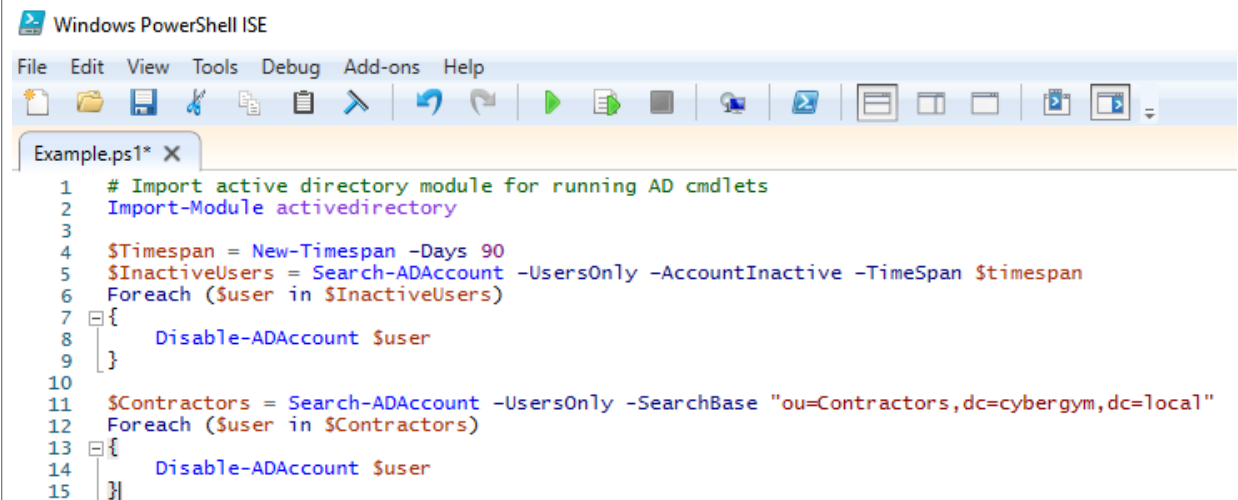 Windows PowerShell ISE
File Edit View Tools Debug Add-ons Help
Example.ps1* X
1 # Import active directory module for running AD cmdlets
2 Import-Module activedirectory
3
4 $Timespan = New-Timespan -Days 90
5 $InactiveUsers = Search-ADAccount -UsersOnly -AccountInactive -TimeSpan $timespan
6 Foreach ($user in $InactiveUsers)
7 {
8 Disable-ADAccount $user
9 }
10
11 $Contractors = Search-ADAccount -UsersOnly -SearchBase "ou=Contractors,dc=cybergym,dc=local"
12 Foreach ($user in $Contractors)
13 {
14 Disable-ADAccount $user
15 }